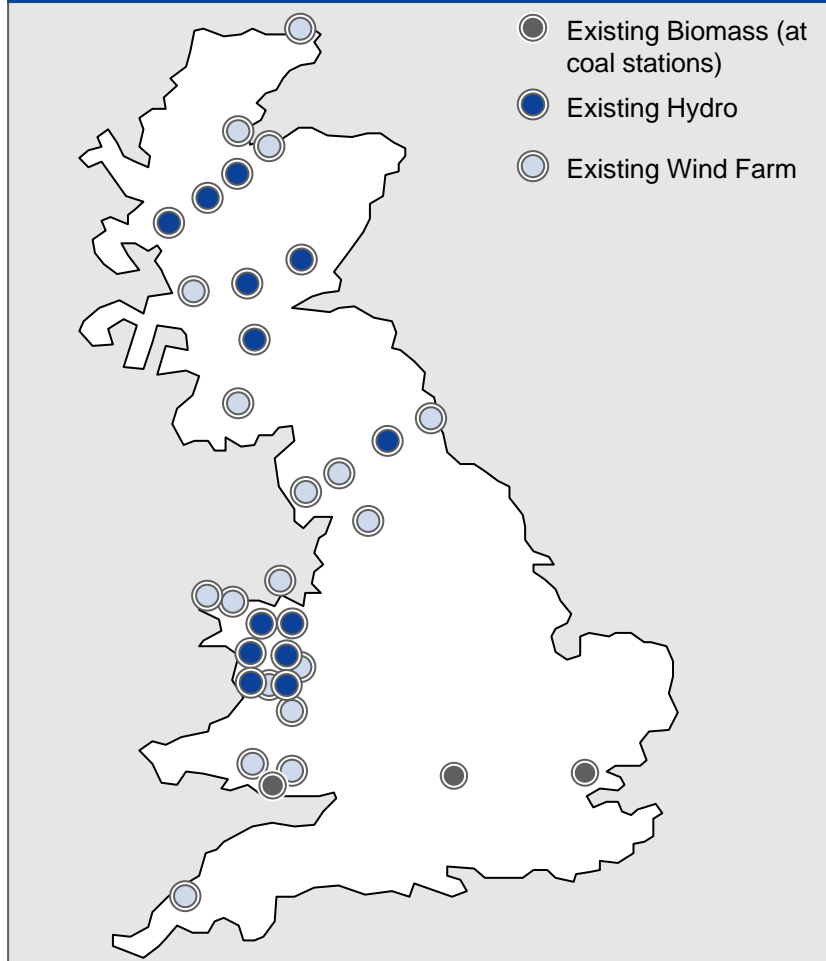 Existing Biomass (at
coal stations)
Existing Hydro
Existing Wind Farm